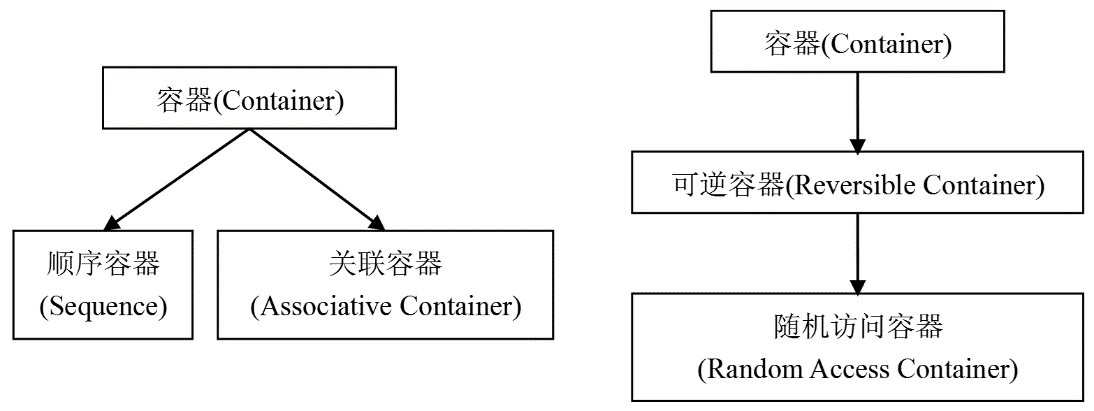 容器(Container)
顺序容器
(Sequence)
关联容器
(Associative Container)
容器(Container)
可逆容器(Reversible Container)
随机访问容器
(Random Access Container)